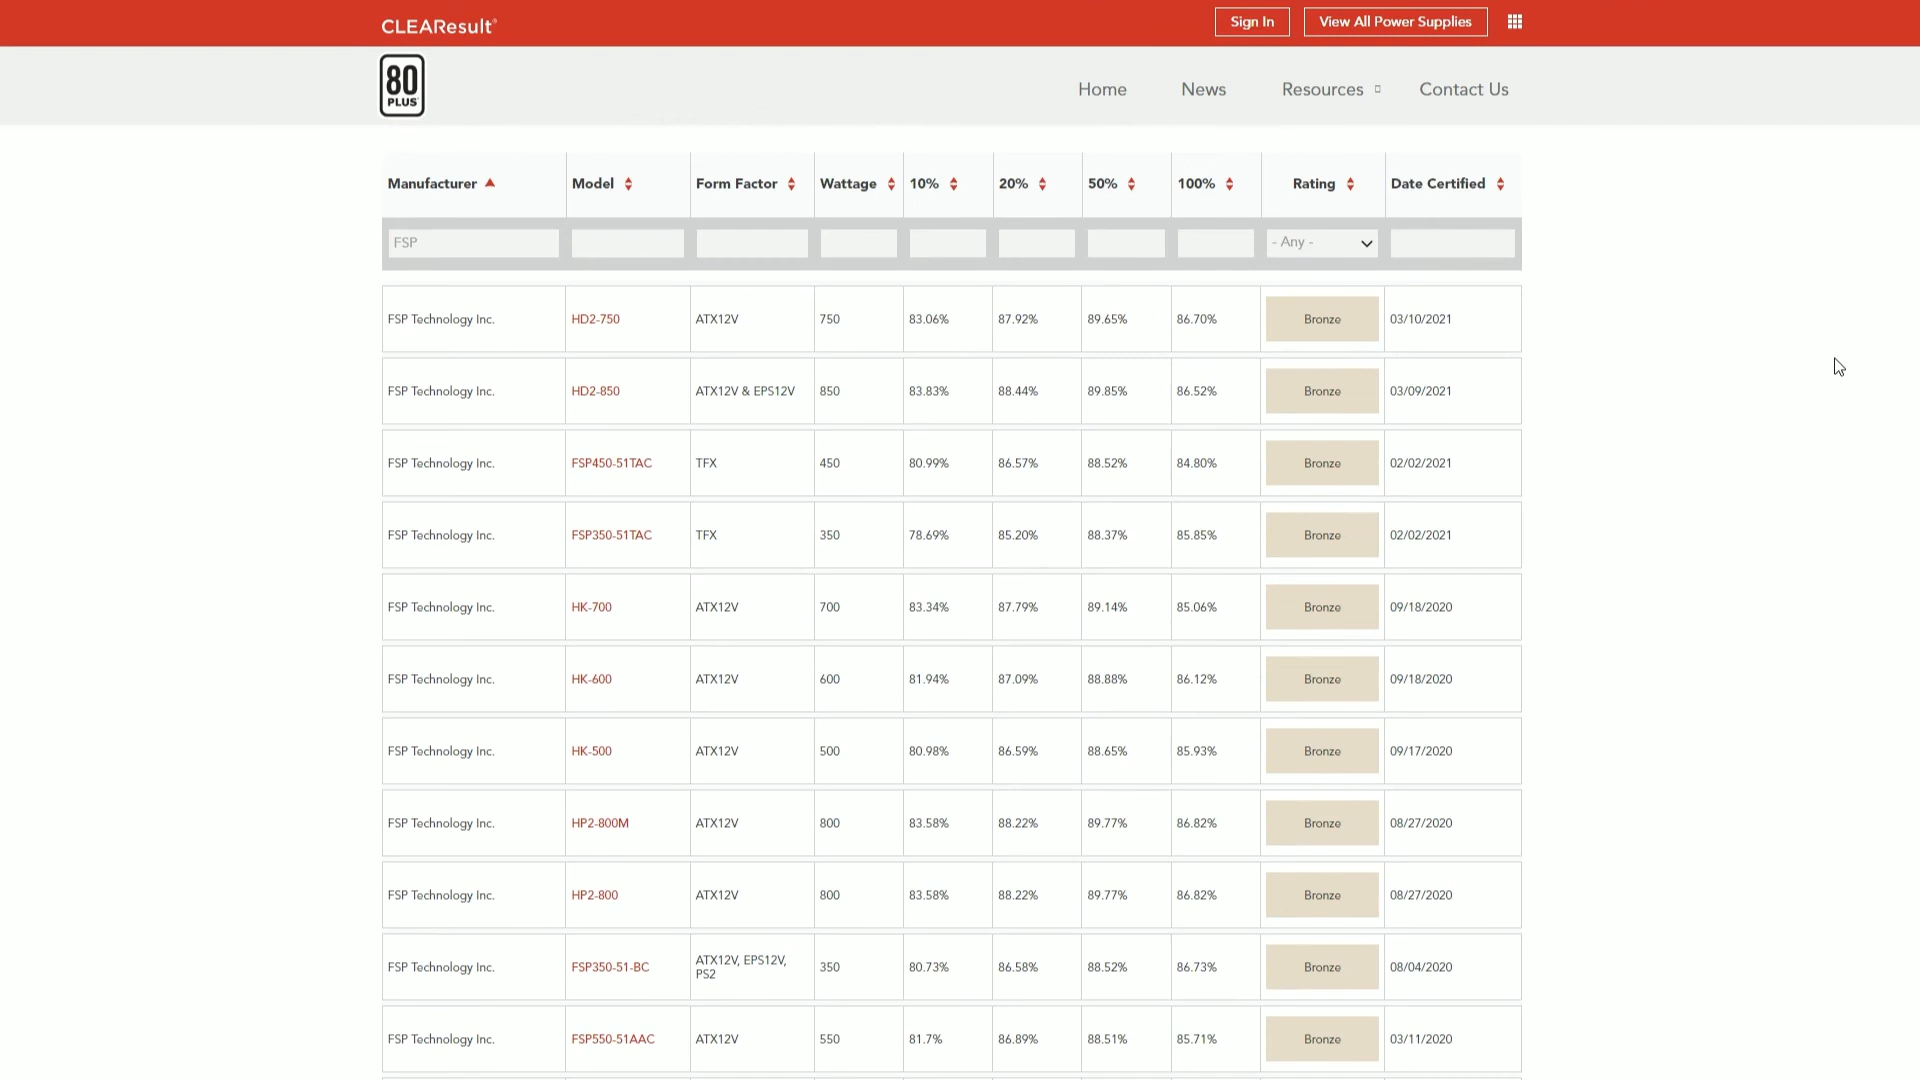 CLEAResult®
Sign In
View All Power Supplies
80
PLUS
Home
News
Resources
Contact Us
Manufacturer
Model
Form Factor
Wattage
10%
20%
50%
100%
Rating
Date Certified
FSP
- Any -
FSP Technology Inc. HD2-750 ATX12V 750 83.06% 87.92% 89.65% 86.70% Bronze 03/10/2021
FSP Technology Inc. HD2-850 ATX12V & EPS12V 850 83.83% 88.44% 89.85% 86.52% Bronze 03/09/2021
FSP Technology Inc. FSP450-51TAC TFX 450 80.99% 86.57% 88.52% 84.80% Bronze 02/02/2021
FSP Technology Inc. FSP350-51TAC TFX 350 78.69% 85.20% 88.37% 85.85% Bronze 02/02/2021
FSP Technology Inc. HK-700 ATX12V 700 83.34% 87.79% 89.14% 85.06% Bronze 09/18/2020
FSP Technology Inc. HK-600 ATX12V 600 81.94% 87.09% 88.88% 86.12% Bronze 09/18/2020
FSP Technology Inc. HK-500 ATX12V 500 80.98% 86.59% 88.65% 85.93% Bronze 09/17/2020
FSP Technology Inc. HP2-800M ATX12V 800 83.58% 88.22% 89.77% 86.82% Bronze 08/27/2020
FSP Technology Inc. HP2-800 ATX12V 800 83.58% 88.22% 89.77% 86.82% Bronze 08/27/2020
FSP Technology Inc. FSP350-51-BC ATX12V, EPS12V,
PS2 350 80.73% 86.58% 88.52% 86.73% Bronze 08/04/2020
FSP Technology Inc. FSP550-51AAC ATX12V 550 81.7% 86.89% 88.51% 85.71% Bronze 03/11/2020